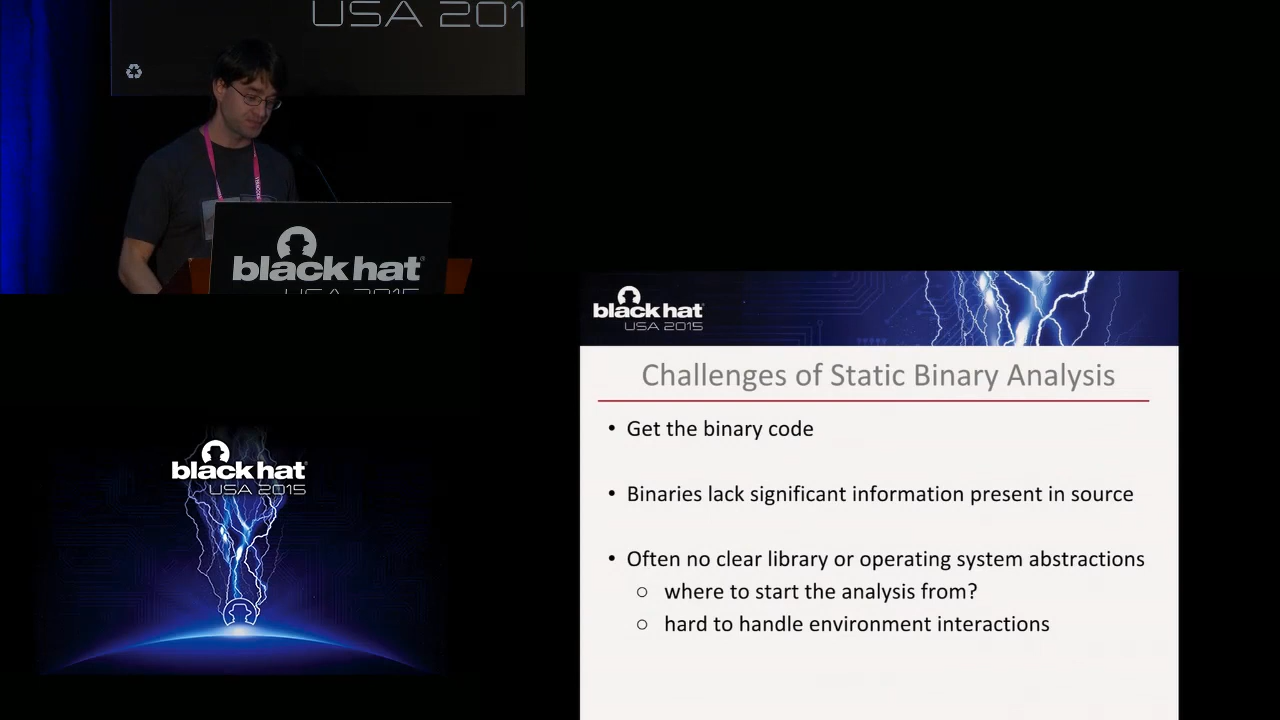 USA 201
black hat
USA 2015
black hat
USA 2015
Challenges of Static Binary Analysis
• Get the binary code
• Binaries lack significant information present in source
• Often no clear library or operating system abstractions
○ where to start the analysis from?
○ hard to handle environment interactions
black hat
USA 2015